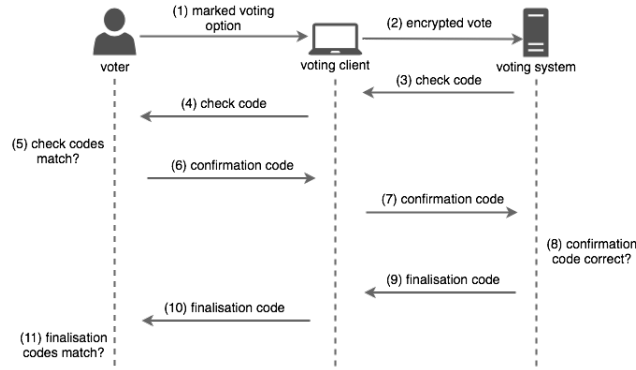 (1) marked voting
option
(2) encrypted vote
voter
voting client
voting system
(3) check code
(4) check code
(5) check codes
match?
(6) confirmation code
(7) confirmation code
(8) confirmation
code correct?
(9) finalisation code
(10) finalisation code
(11) finalisation
codes match?